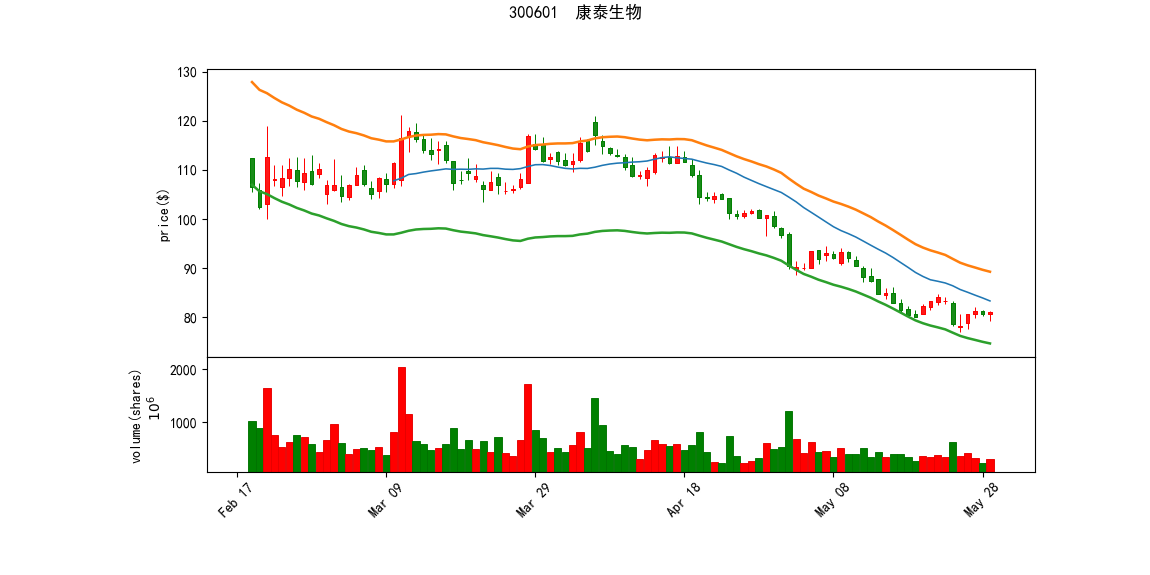 300601 康泰生物
130
120
110
100
90
80
price($)
2000
1000
volume(shares)
10^6
Feb 17
Mar 09
Mar 29
Apr 18
May 08
May 28